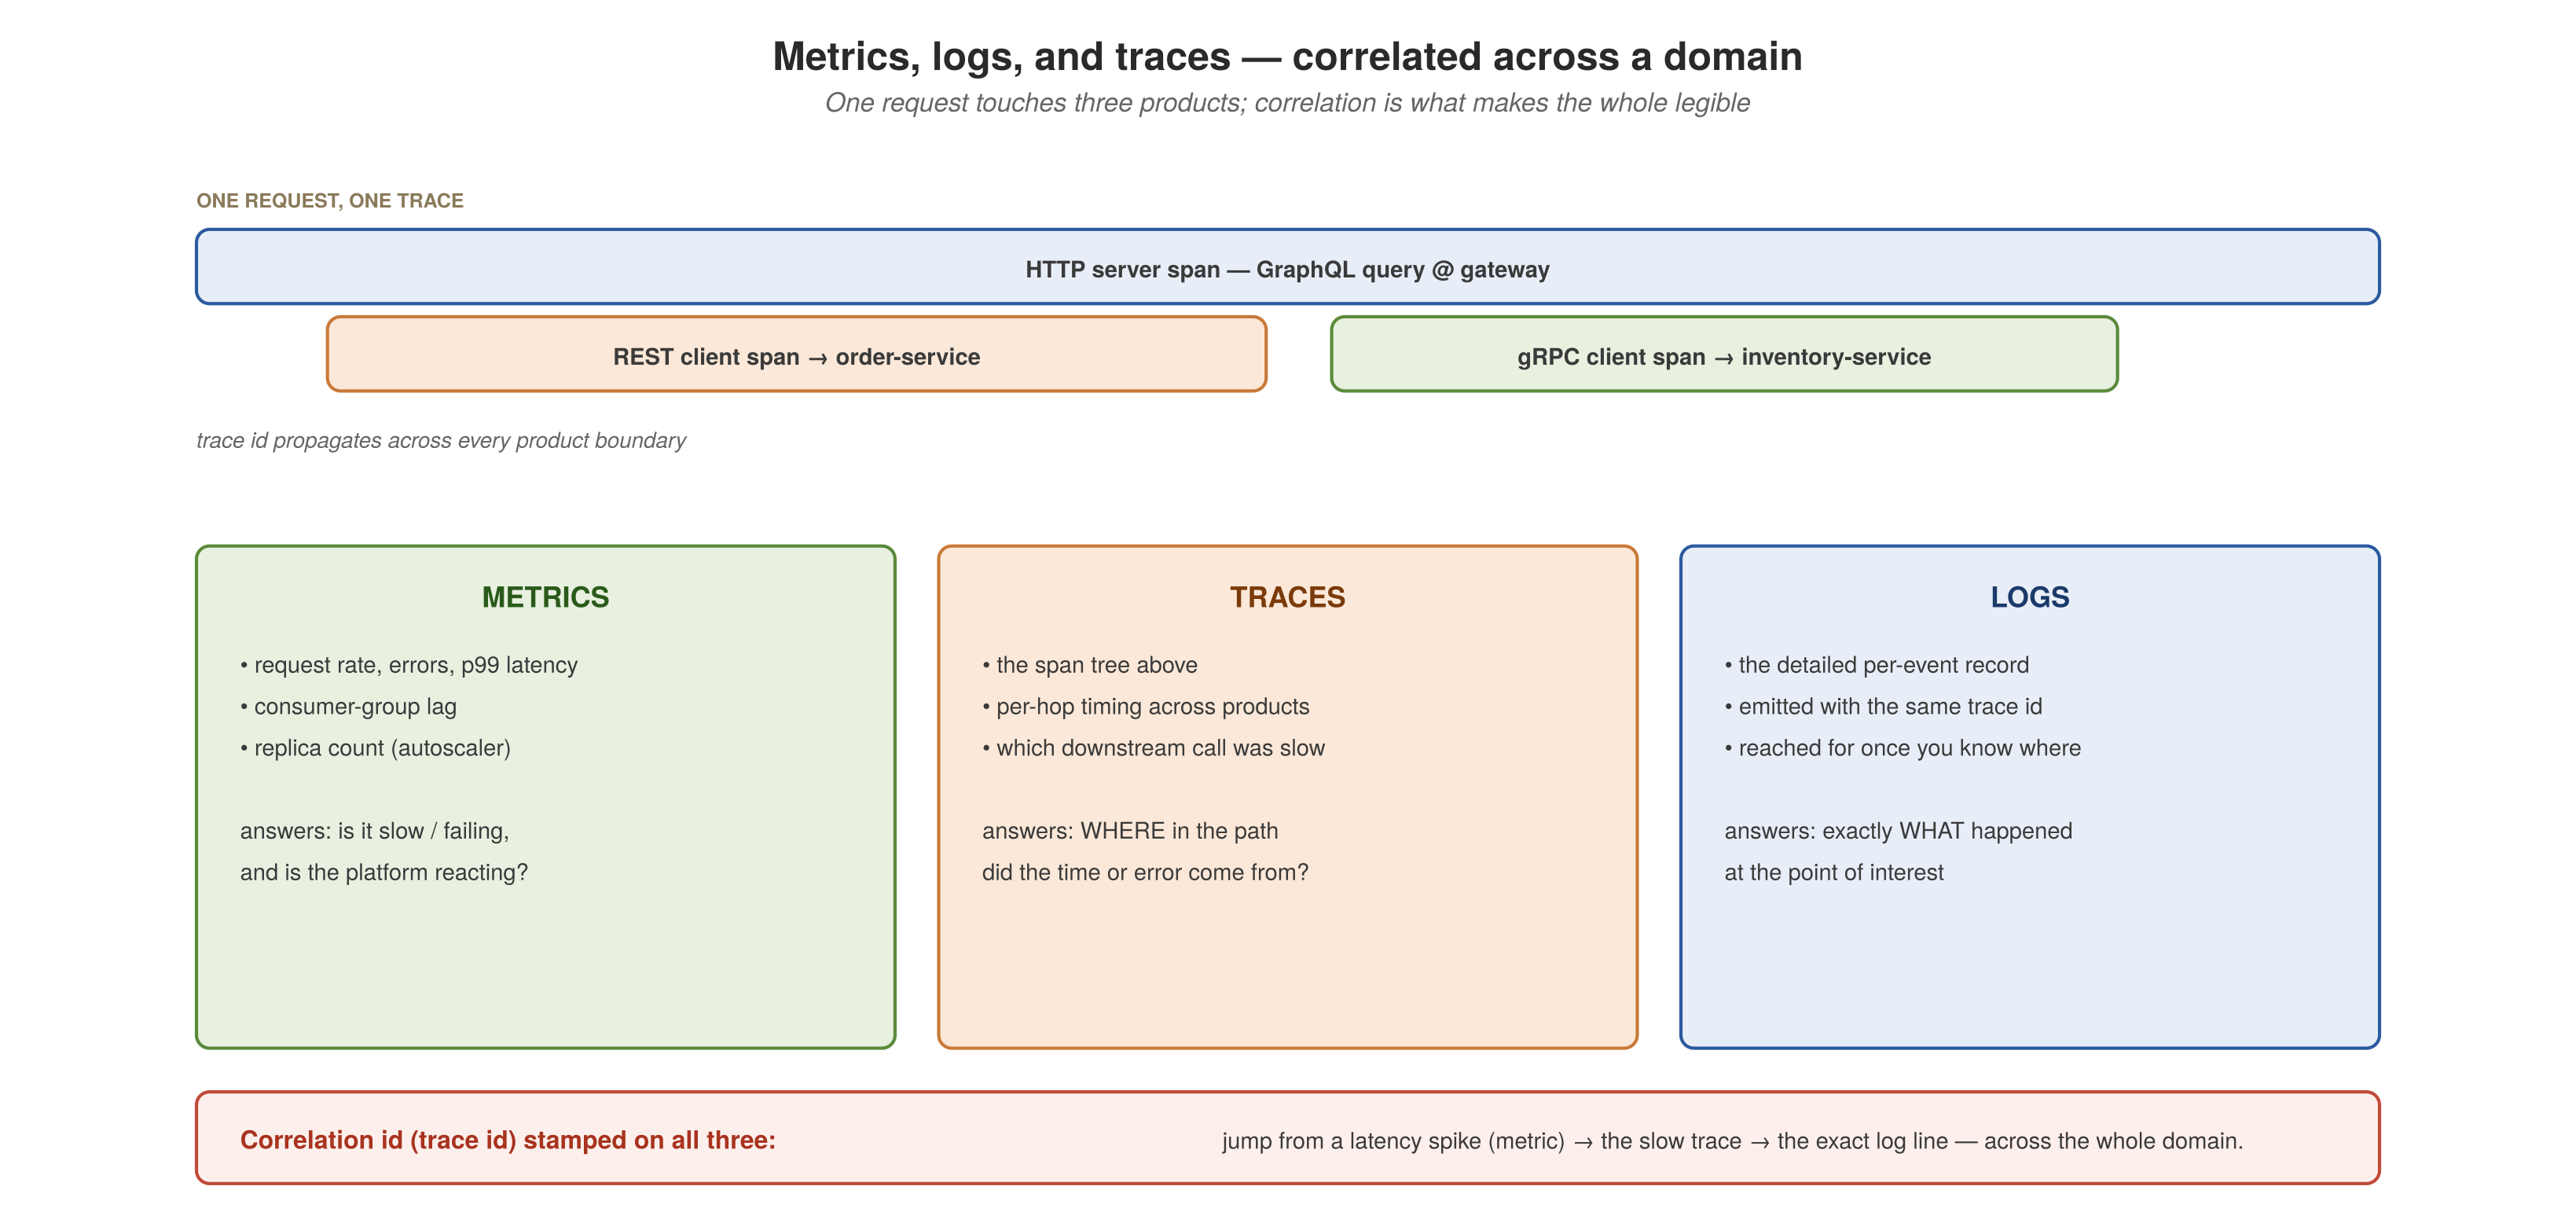 Metrics, logs, and traces — correlated across a domain
One request touches three products; correlation is what makes the whole legible
ONE REQUEST, ONE TRACE
HTTP server span — GraphQL query @ gateway
REST client span → order-service
gRPC client span → inventory-service
trace id propagates across every product boundary
METRICS
• request rate, errors, p99 latency
• consumer-group lag
• replica count (autoscaler)
answers: is it slow / failing,
and is the platform reacting?
TRACES
• the span tree above
• per-hop timing across products
• which downstream call was slow
answers: WHERE in the path
did the time or error come from?
LOGS
• the detailed per-event record
• emitted with the same trace id
• reached for once you know where
answers: exactly WHAT happened
at the point of interest
Correlation id (trace id) stamped on all three:
jump from a latency spike (metric) → the slow trace → the exact log line — across the whole domain.